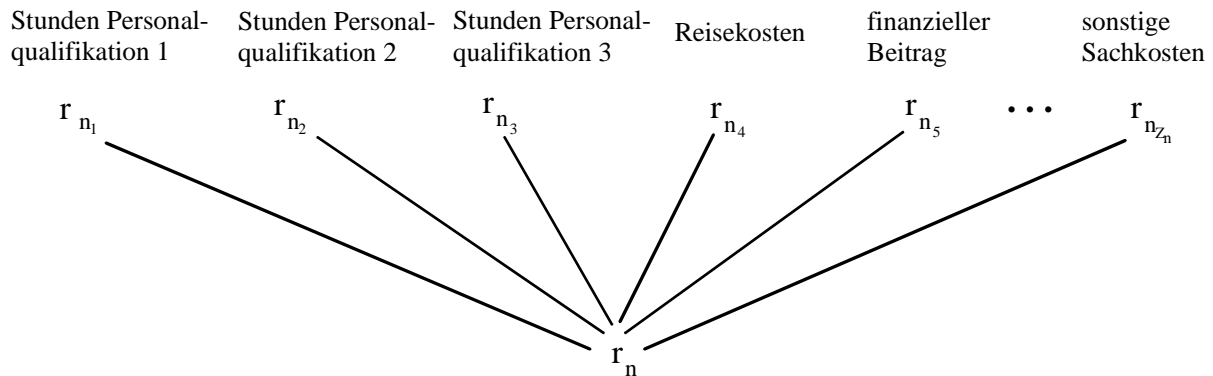 Stunden Personal-
qualifikation 1
Stunden Personal-
qualifikation 2
Stunden Personal-
qualifikation 3
Reisekosten
finanzieller
Beitrag
sonstige
Sachkosten
r n₁ r n₂ r n₃ r n₄ r n₅ ••• r n_Zₙ
r n